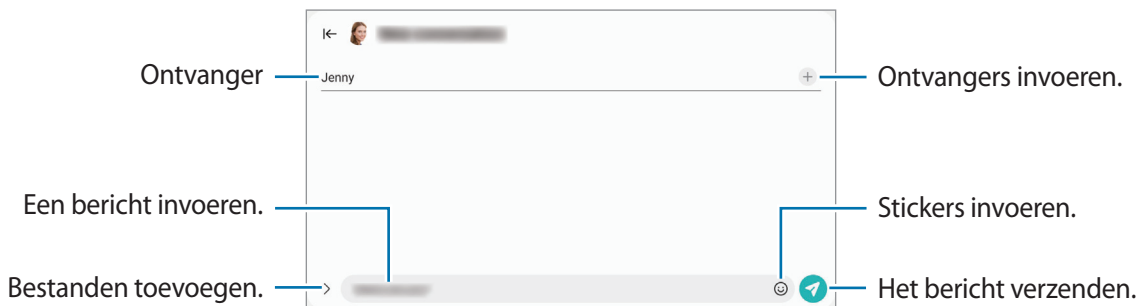 Ontvanger
Jenny
Ontvangers invoeren.
Een bericht invoeren.
Stickers invoeren.
Bestanden toevoegen.
Het bericht verzenden.